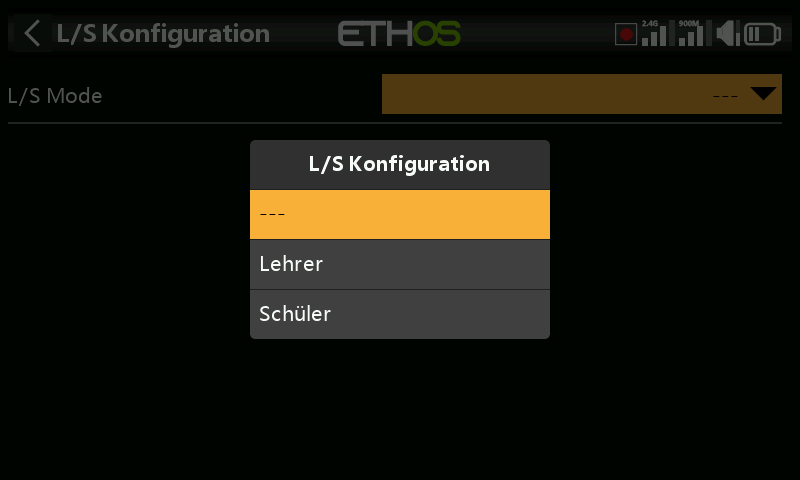 L/S Konfiguration
ETHOS
2.4G
900M
L/S Mode
---
L/S Konfiguration
---
Lehrer
Schüler